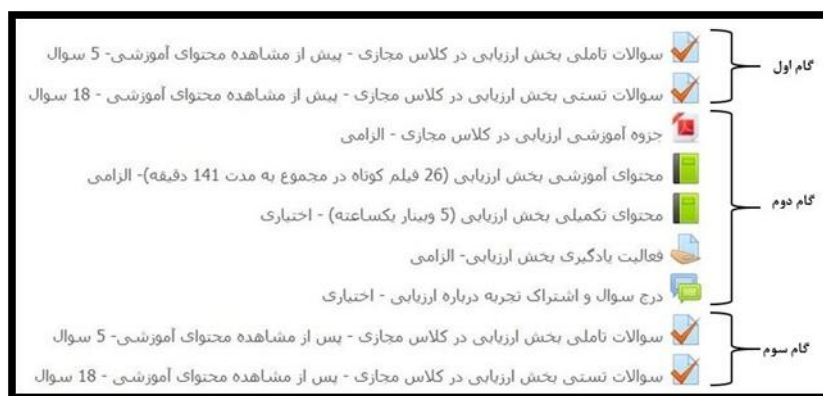 گام اول
سوالات تاملی بخش ارزیابی در کلاس مجازی - پیش از مشاهده محتوای آموزشی- 5 سوال
سوالات تستی بخش ارزیابی در کلاس مجازی - پیش از مشاهده محتوای آموزشی - 18 سوال
گام دوم
جزوه آموزشی ارزیابی در کلاس مجازی - الزامی
محتوای آموزشی بخش ارزیابی (26 فیلم کوتاه در مجموع به مدت 141 دقیقه)- الزامی
محتوای تکمیلی بخش ارزیابی (5 وبینار یکساعته) - اختیاری
فعالیت یادگیری بخش ارزیابی- الزامی
درج سوال و اشتراک تجربه درباره ارزیابی - اختیاری
گام سوم
سوالات تاملی بخش ارزیابی در کلاس مجازی - پس از مشاهده محتوای آموزشی- 5 سوال
سوالات تستی بخش ارزیابی در کلاس مجازی - پس از مشاهده محتوای آموزشی - 18 سوال